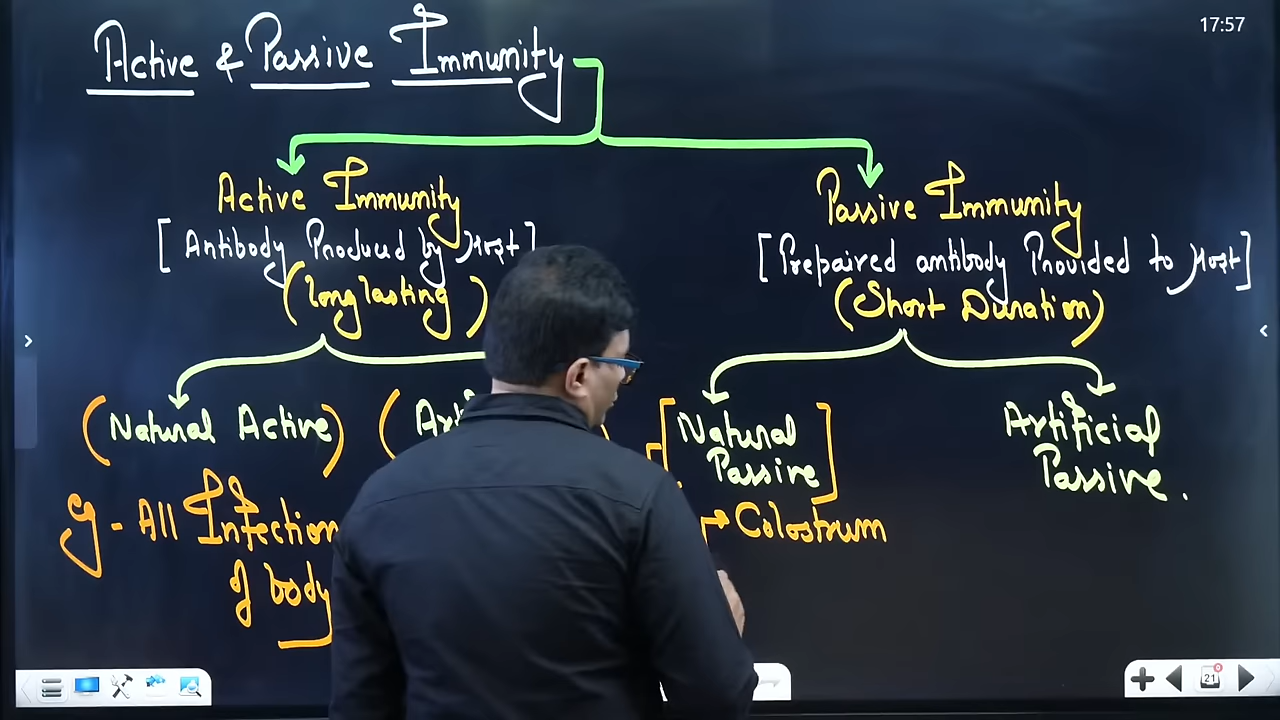 17:57
Active & Passive Immunity
Active Immunity
[Antibody Produced by Host]
(long lasting)
Passive Immunity
[Prepaired antibody Provided to Host]
(Short Duration)
(Natural Active)
[Natural
Passive]
Artificial
Passive.
All Infection
of body
Colostrum
21